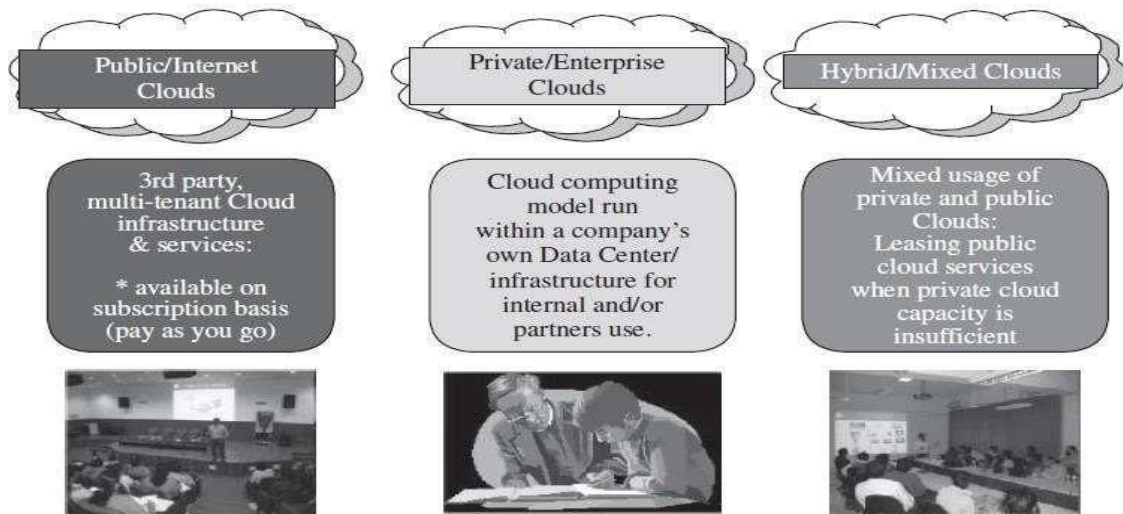 Public/Internet
Clouds
3rd party,
multi-tenant Cloud
infrastructure
& services:
* available on
subscription basis
(pay as you go)
Private/Enterprise
Clouds
Cloud computing
model run
within a company’s
own Data Center/
infrastructure for
internal and/or
partners use.
Hybrid/Mixed Clouds
Mixed usage of
private and public
Clouds:
Leasing public
cloud services
when private cloud
capacity is
insufficient